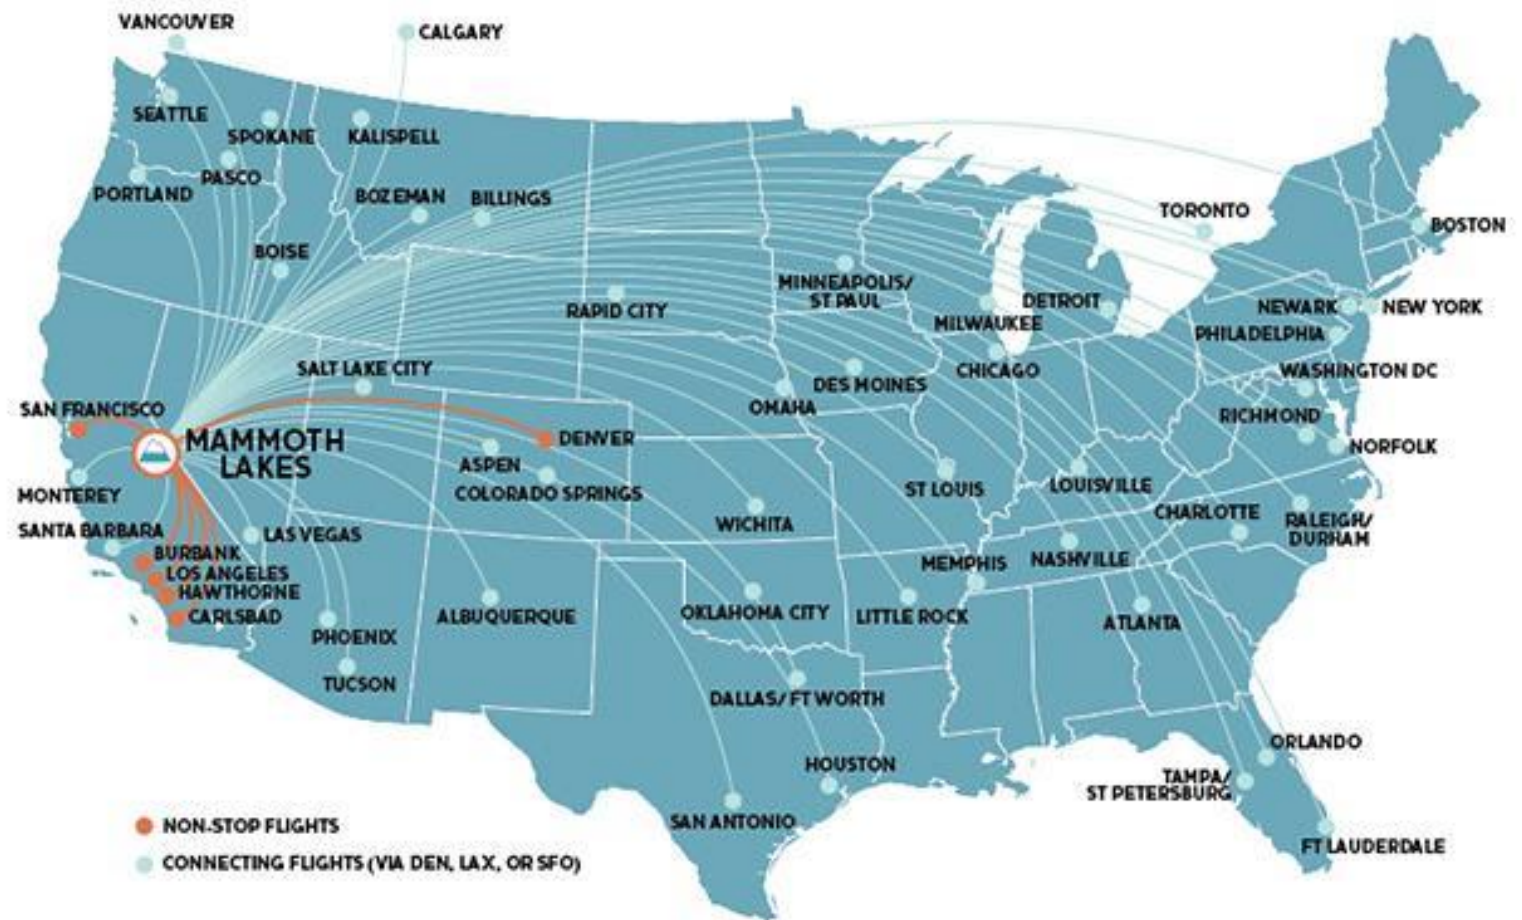 VANCOUVER
CALGARY
SEATTLE
SPOKANE
KALISPELL
PASCO
PORTLAND
BOZEMAN
BILLINGS
TORONTO
BOSTON
BOISE
MINNEAPOLIS/
ST PAUL
RAPID CITY
DETROIT
MILWAUKEE
NEWARK
NEW YORK
PHILADELPHIA
SALT LAKE CITY
DES MOINES
CHICAGO
WASHINGTON DC
OMAHA
SAN FRANCISCO
RICHMOND
MAMMOTH
LAKES
DENVER
NORFOLK
ASPEN
COLORADO SPRINGS
MONTEREY
ST LOUIS
LOUISVILLE
SANTA BARBARA
LAS VEGAS
WICHITA
CHARLOTTE
RALEIGH/
DURHAM
BURBANK
LOS ANGELES
HAWTHORNE
CARLSBAD
MEMPHIS
NASHVILLE
PHOENIX
ALBUQUERQUE
OKLAHOMA CITY
LITTLE ROCK
ATLANTA
TUCSON
DALLAS/FT WORTH
HOUSTON
ORLANDO
TAMPA/
ST PETERSBURG
SAN ANTONIO
FT LAUDERDALE
NON-STOP FLIGHTS
CONNECTING FLIGHTS (VIA DEN, LAX, OR SFO)